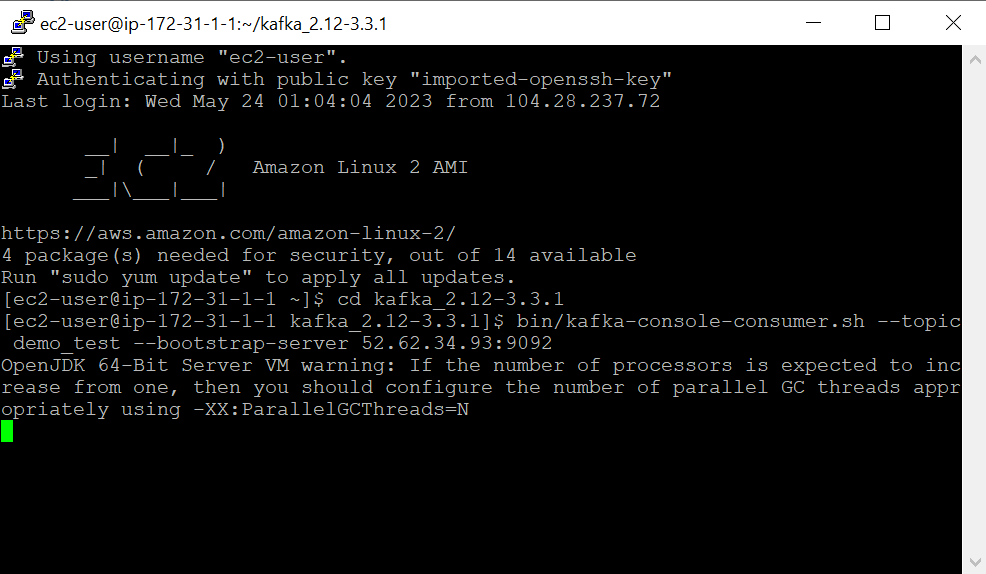 ec2-user@ip-172-31-1-1:~/kafka_2.12-3.3.1
Using username "ec2-user".
Authenticating with public key "imported-openssh-key"
Last login: Wed May 24 01:04:04 2023 from 104.28.237.72
       __|  __|_  )
       _|  (     /   Amazon Linux 2 AMI
      ___|\___|___|
https://aws.amazon.com/amazon-linux-2/
4 package(s) needed for security, out of 14 available
Run "sudo yum update" to apply all updates.
[ec2-user@ip-172-31-1-1 ~]$ cd kafka_2.12-3.3.1
[ec2-user@ip-172-31-1-1 kafka_2.12-3.3.1]$ bin/kafka-console-consumer.sh --topic
 demo_test --bootstrap-server 52.62.34.93:9092
OpenJDK 64-Bit Server VM warning: If the number of processors is expected to inc
rease from one, then you should configure the number of parallel GC threads appr
opriately using -XX:ParallelGCThreads=N